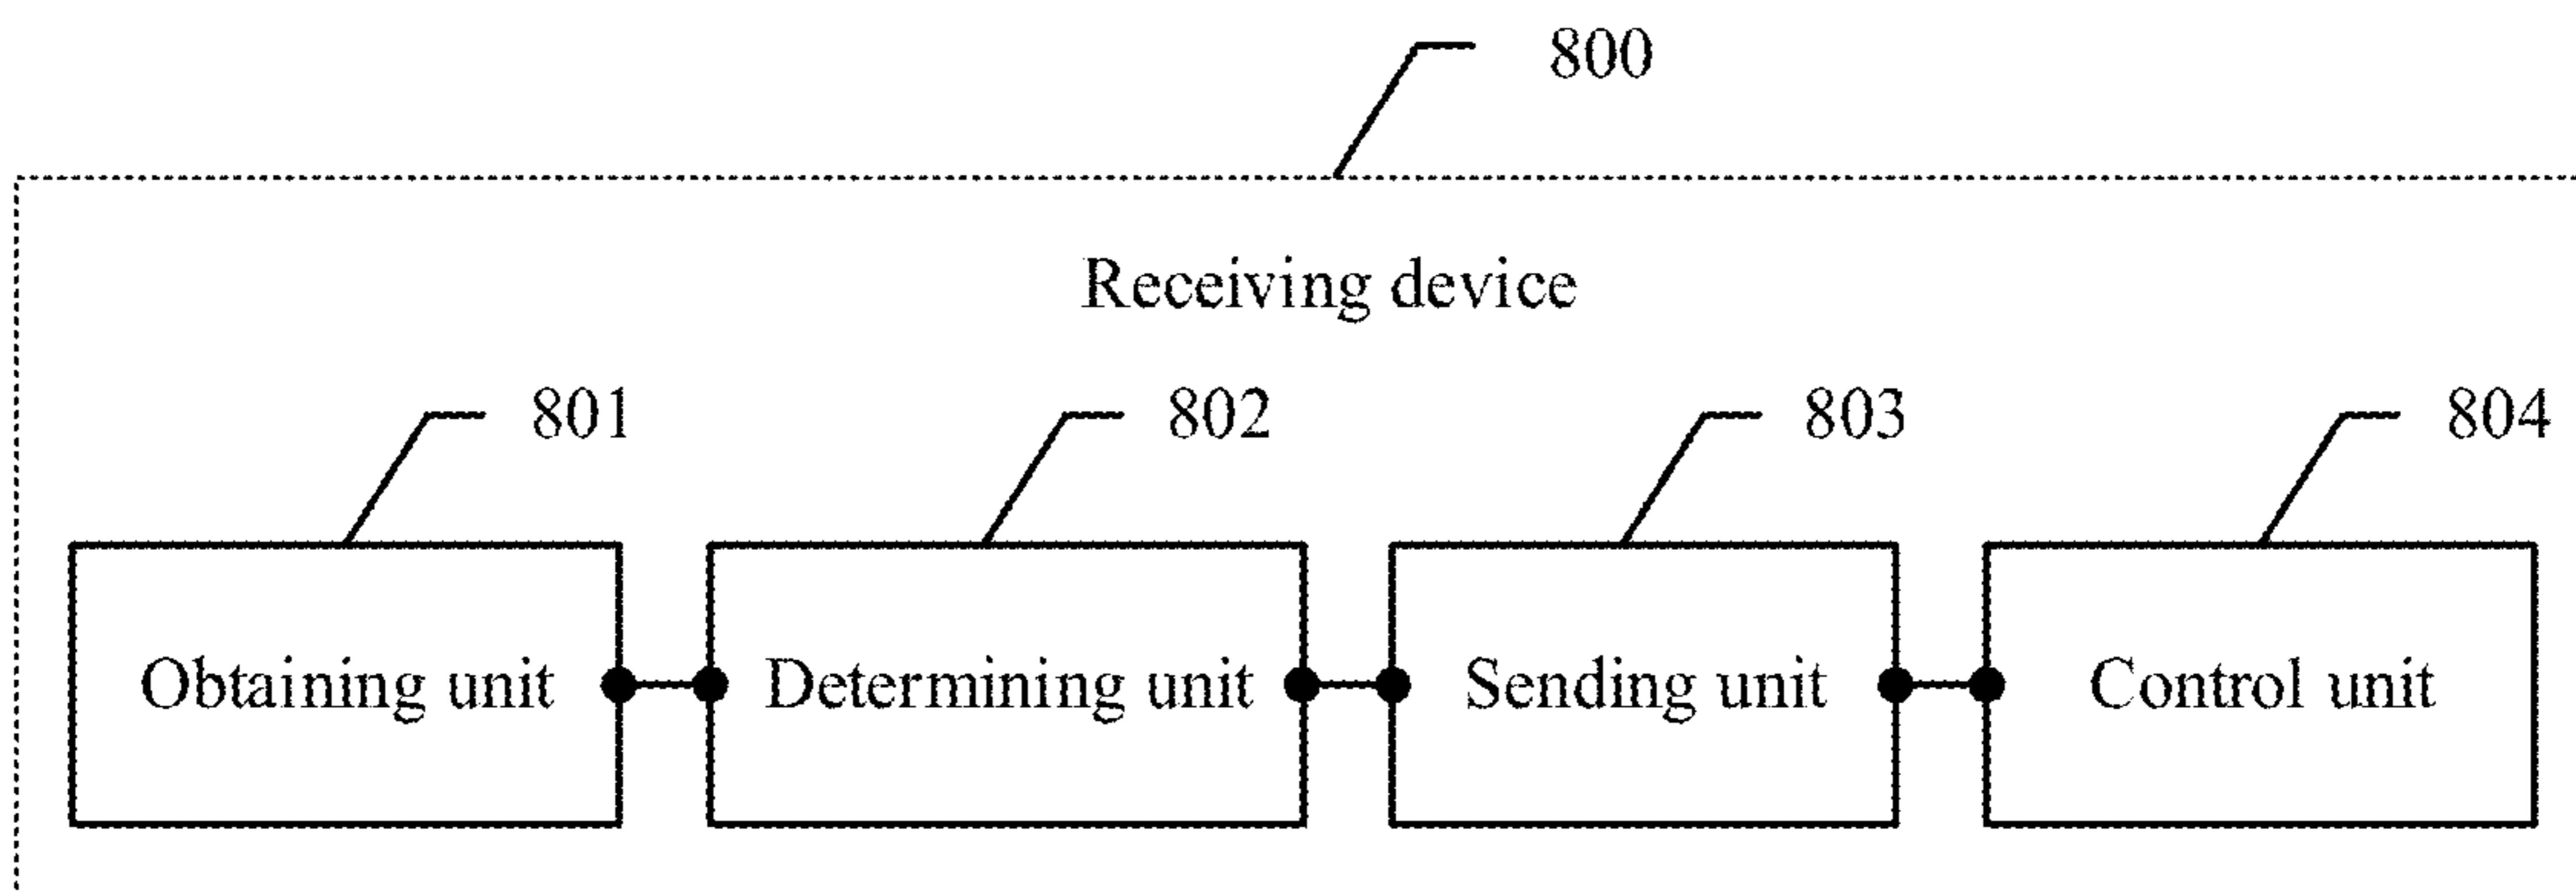 800
Receiving device
801 802 803 804
Obtaining unit Determining unit Sending unit Control unit